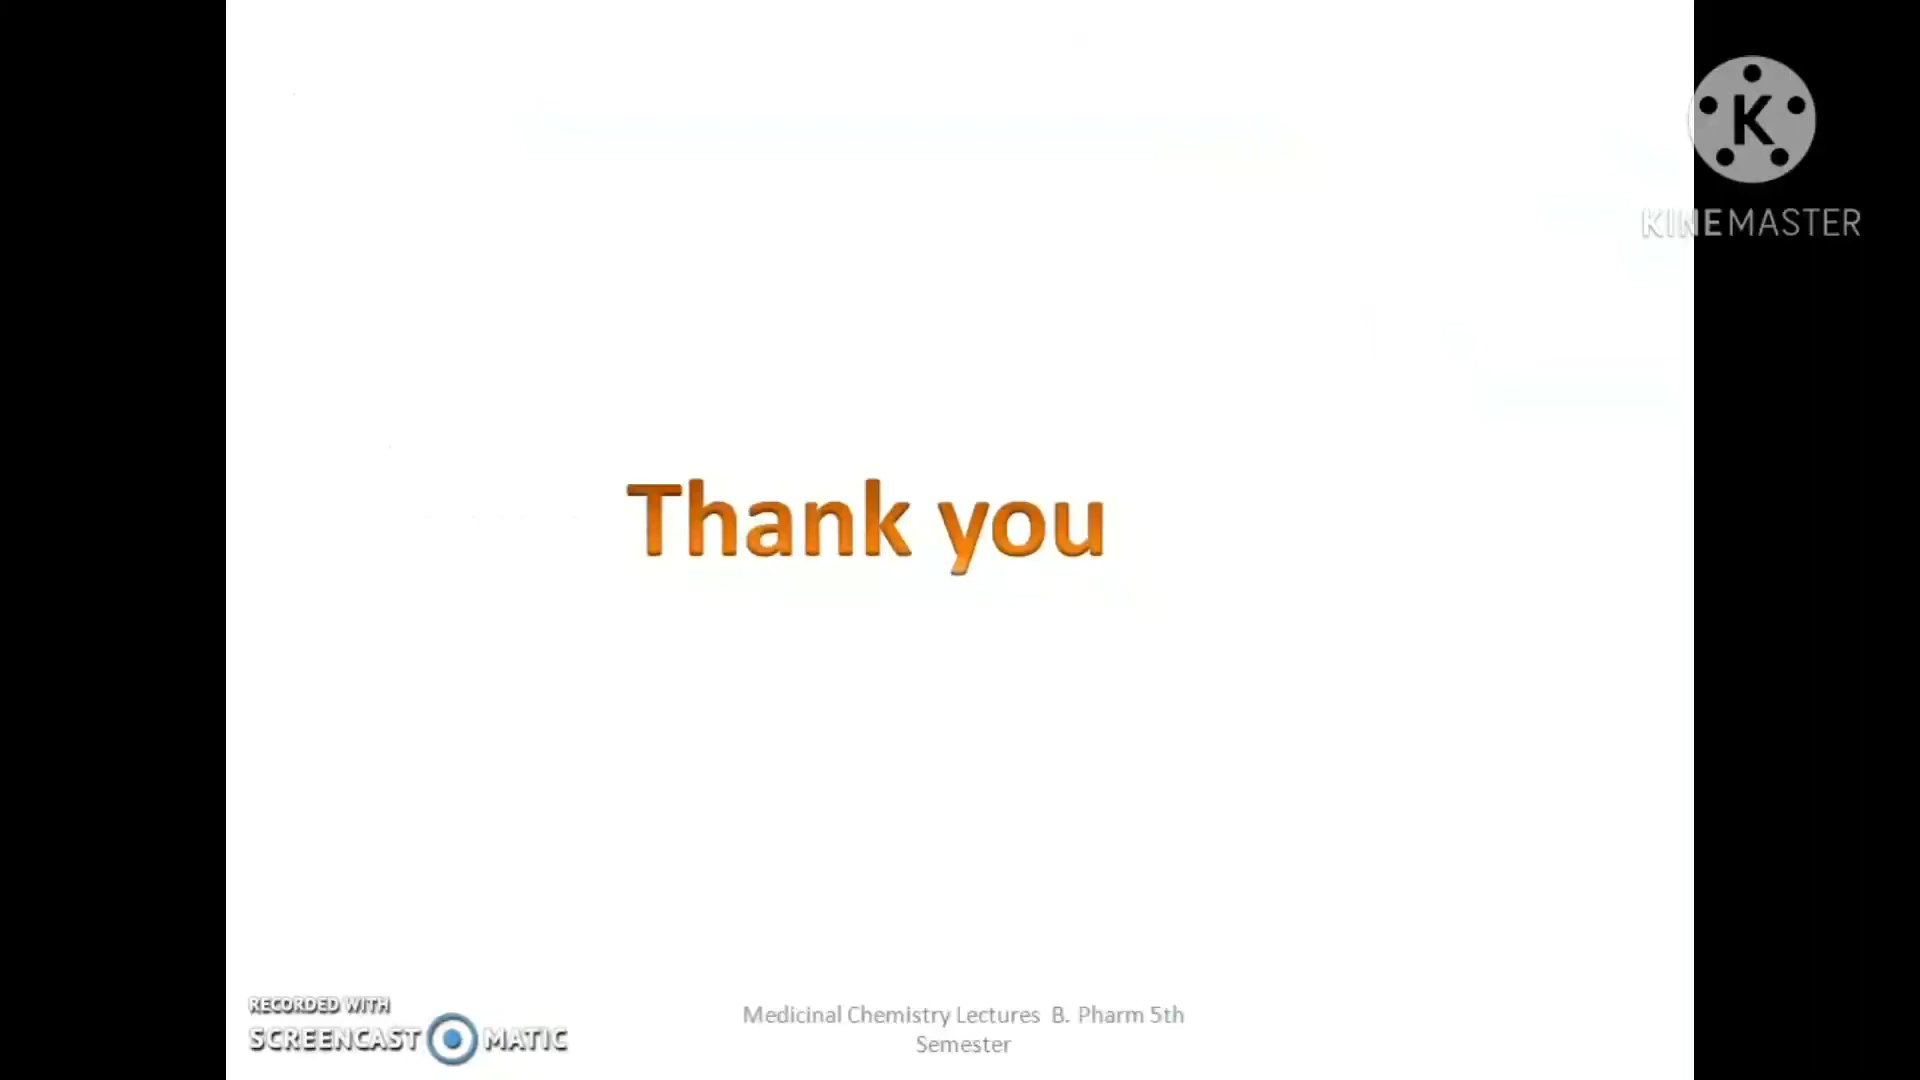 K
KINEMASTER
Thank you
RECORDED WITH
SCREENCAST MATIC
Medicinal Chemistry Lectures B. Pharm 5th
Semester